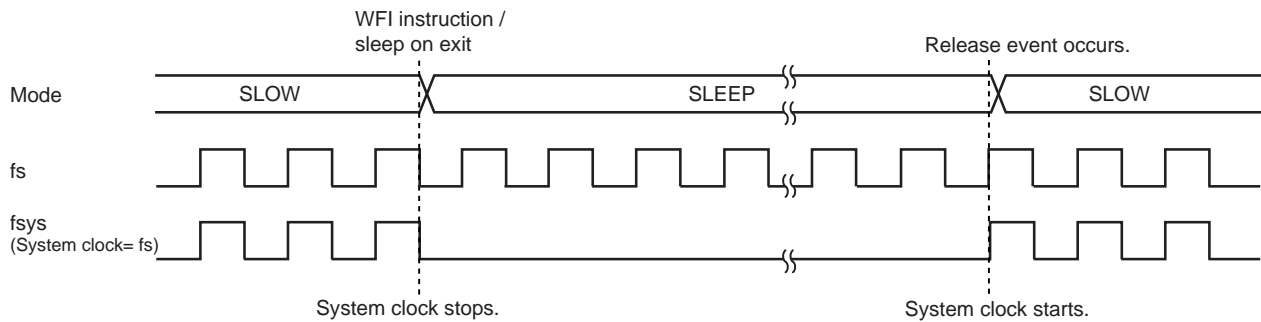 WFI instruction /
sleep on exit
Release event occurs.
Mode
SLOW
SLEEP
SLOW
fs
fsys
(System clock= fs)
System clock stops.
System clock starts.